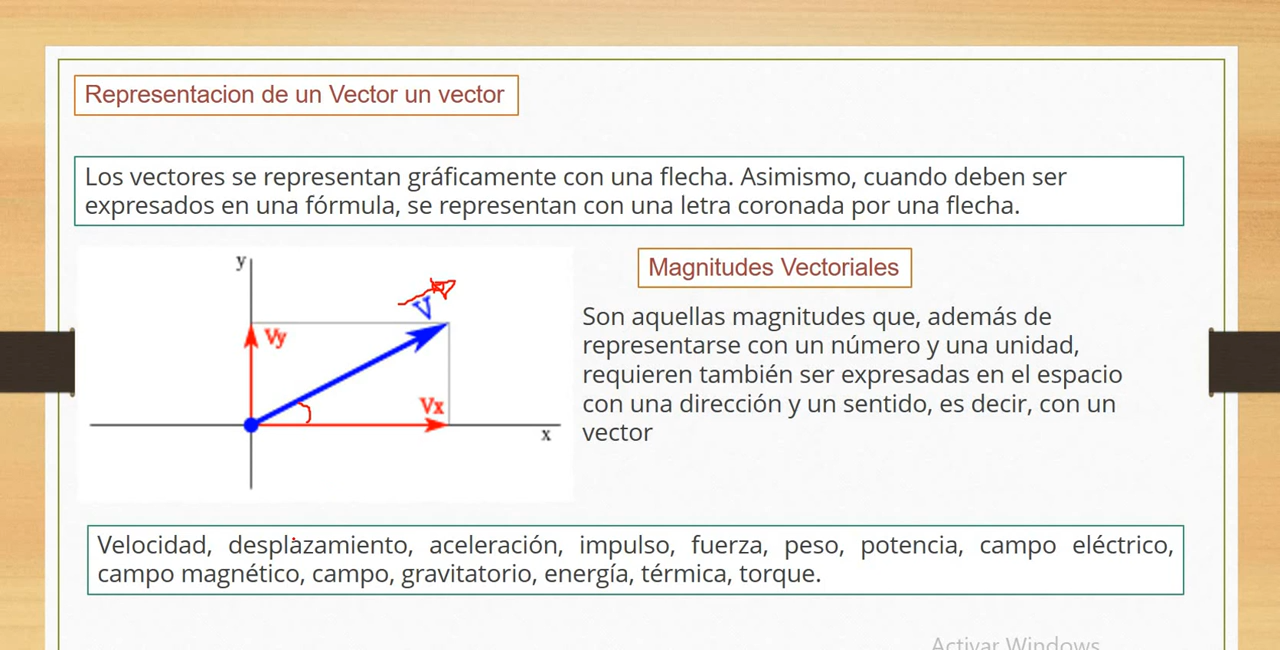 Representacion de un Vector un vector
Los vectores se representan gráficamente con una flecha. Asimismo, cuando deben ser
expresados en una fórmula, se representan con una letra coronada por una flecha.
y
V
Vy
Vx
x
Magnitudes Vectoriales
Son aquellas magnitudes que, además de
representarse con un número y una unidad,
requieren también ser expresadas en el espacio
con una dirección y un sentido, es decir, con un
vector
Velocidad, desplazamiento, aceleración, impulso, fuerza, peso, potencia, campo eléctrico,
campo magnético, campo, gravitatorio, energía, térmica, torque.
Activar Windows